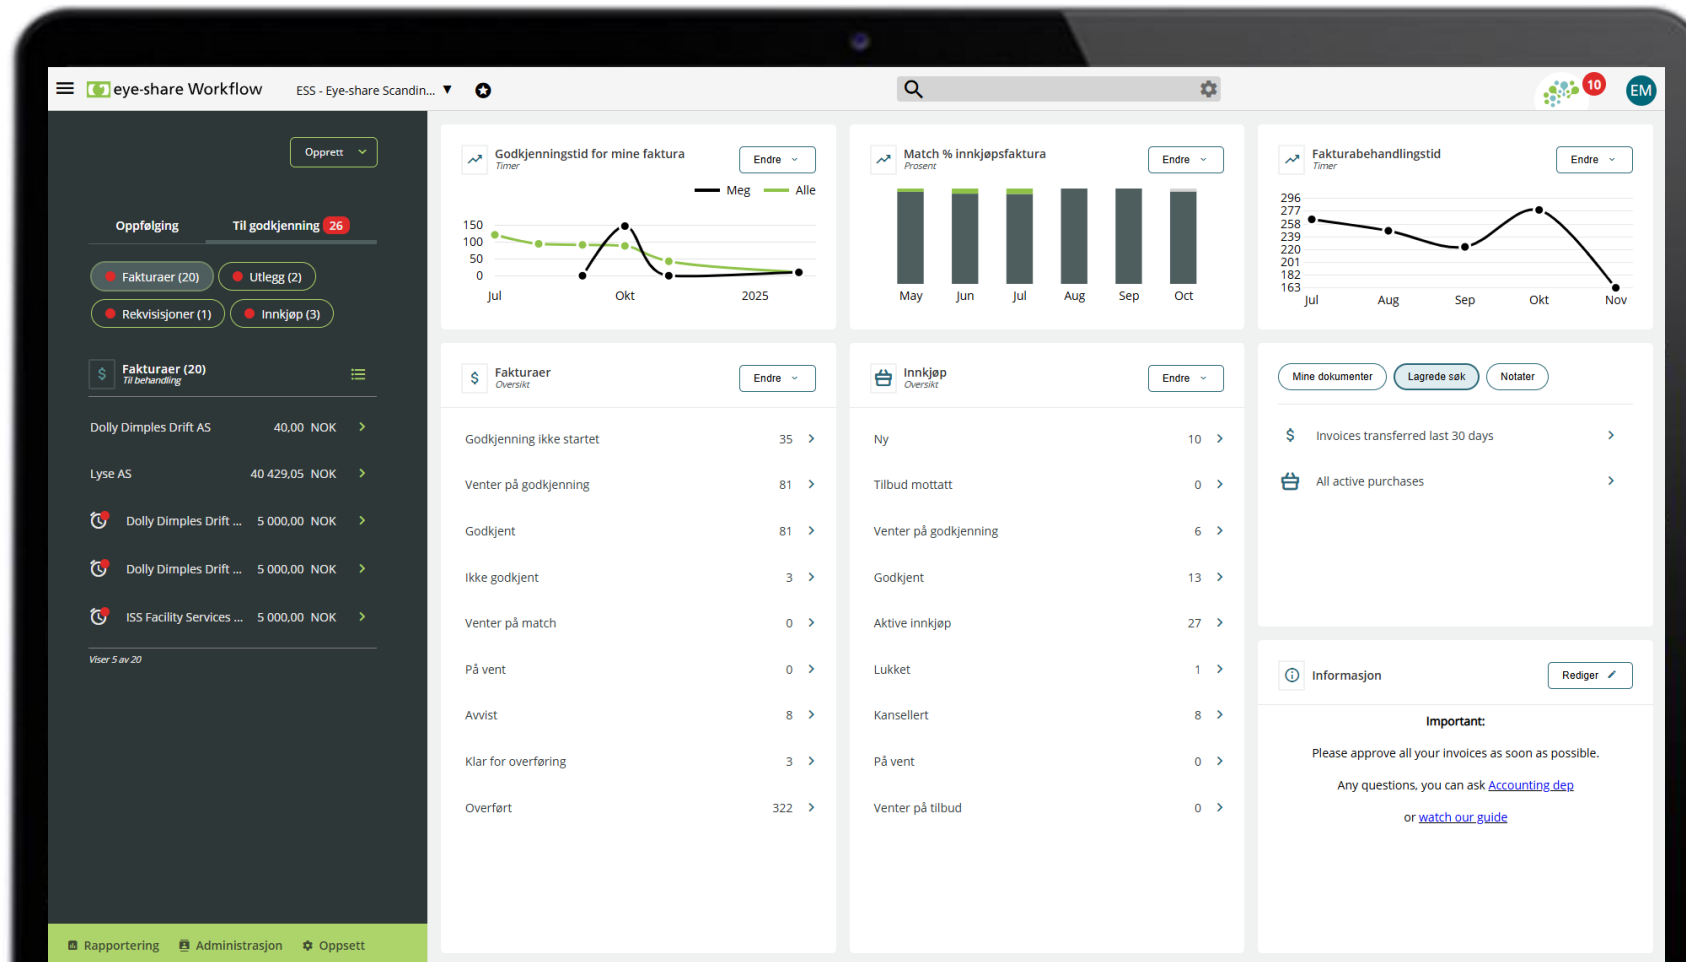 eye-share Workflow
ESS - Eye-share Scandin...
10
EM
Opprett
Oppfølging
Til godkjenning 26
Fakturaer (20)
Utlegg (2)
Rekvisisjoner (1)
Innkjøp (3)
$
Fakturaer (20)
Til behandling
Dolly Dimples Drift AS 40,00 NOK
Lyse AS 40 429,05 NOK
Dolly Dimples Drift ... 5 000,00 NOK
Dolly Dimples Drift ... 5 000,00 NOK
ISS Facility Services ... 5 000,00 NOK
Viser 5 av 20
Rapportering
Administrasjon
Oppsett
Godkjenningstid for mine faktura
Timer
Endre
Meg
Alle
150
100
50
0
Jul
Okt
2025
Match % innkjøpsfaktura
Prosent
Endre
May
Jun
Jul
Aug
Sep
Oct
Fakturabehandlingstid
Timer
Endre
296
277
258
239
220
201
182
163
Jul
Aug
Sep
Okt
Nov
$
Fakturaer
Oversikt
Endre
Godkjenning ikke startet 35
Venter på godkjenning 81
Godkjent 81
Ikke godkjent 3
Venter på match 0
På vent 0
Avvist 8
Klar for overføring 3
Overført 322
Innkjøp
Oversikt
Endre
Ny 10
Tilbud mottatt 0
Venter på godkjenning 6
Godkjent 13
Aktive innkjøp 27
Lukket 1
Kansellert 8
På vent 0
Venter på tilbud 0
Mine dokumenter
Lagrede søk
Notater
$ Invoices transferred last 30 days
All active purchases
Informasjon
Rediger
Important:
Please approve all your invoices as soon as possible.
Any questions, you can ask Accounting dep
or watch our guide